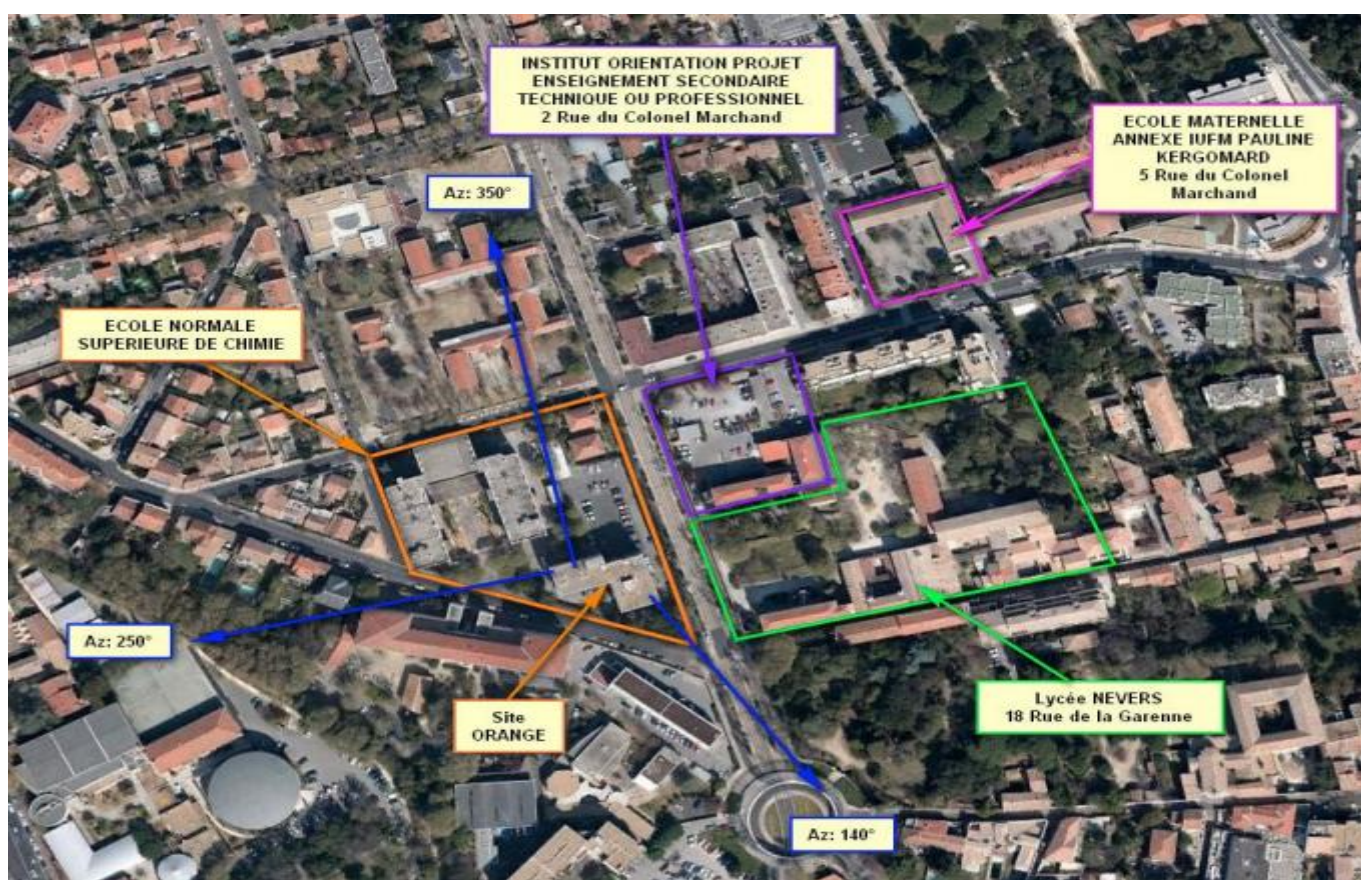 INSTITUT ORIENTATION PROJET
ENSEIGNEMENT SECONDAIRE
TECHNIQUE OU PROFESSIONNEL
2 Rue du Colonel Marchand
ECOLE MATERNELLE
ANNEXE IUFM PAULINE
KERGOMARD
5 Rue du Colonel
Marchand
Az: 350°
ECOLE NORMALE
SUPERIEURE DE CHIMIE
Az: 250°
Site
ORANGE
Lycée NEVERS
18 Rue de la Garenne
Az: 140°